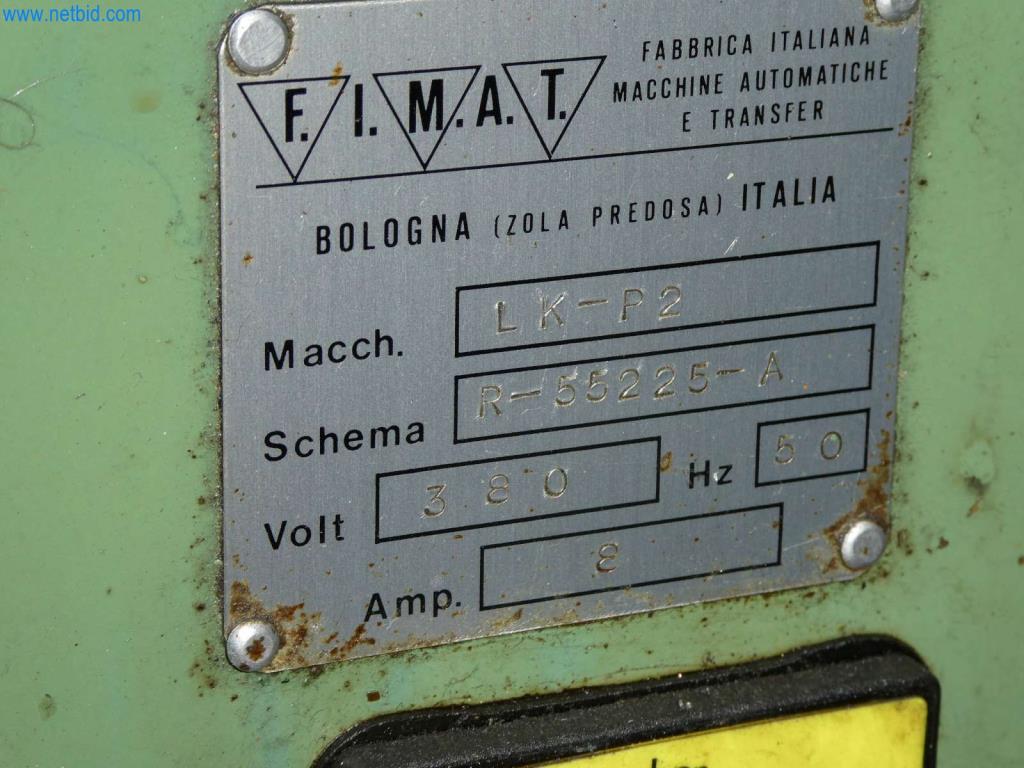 www.netbid.com
F.I.M.A.T.
FABBRICA ITALIANA
MACCHINE AUTOMATICHE
E TRANSFER
BOLOGNA (ZOLA PREDOSA) ITALIA
Macch. LK-P2
Schema R-55225-A
Volt 380 Hz 50
Amp. 8